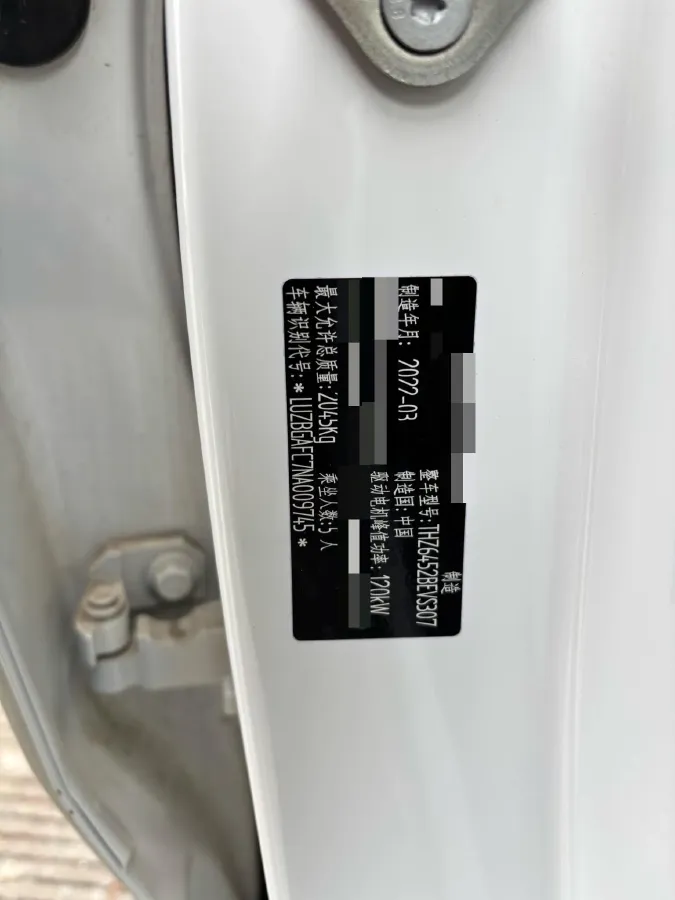 制造
整车型号: THZ6452BEVS307
制造年月: 2022-03 制造国: 中国
驱动电机峰值功率: 120kW
最大允许总质量: 2045Kg 乘坐人数: 5 人
车辆识别代号: * LUZBGAFC7NA009745 *